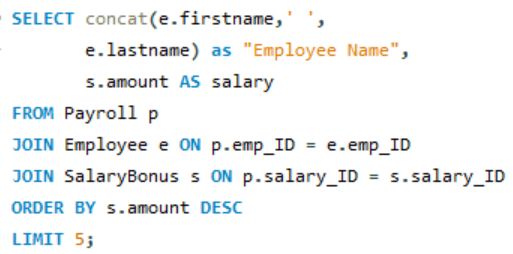 SELECT concat(e.firstname,' ',
e.lastname) as "Employee Name",
s.amount AS salary
FROM Payroll p
JOIN Employee e ON p.emp_ID = e.emp_ID
JOIN SalaryBonus s ON p.salary_ID = s.salary_ID
ORDER BY s.amount DESC
LIMIT 5;